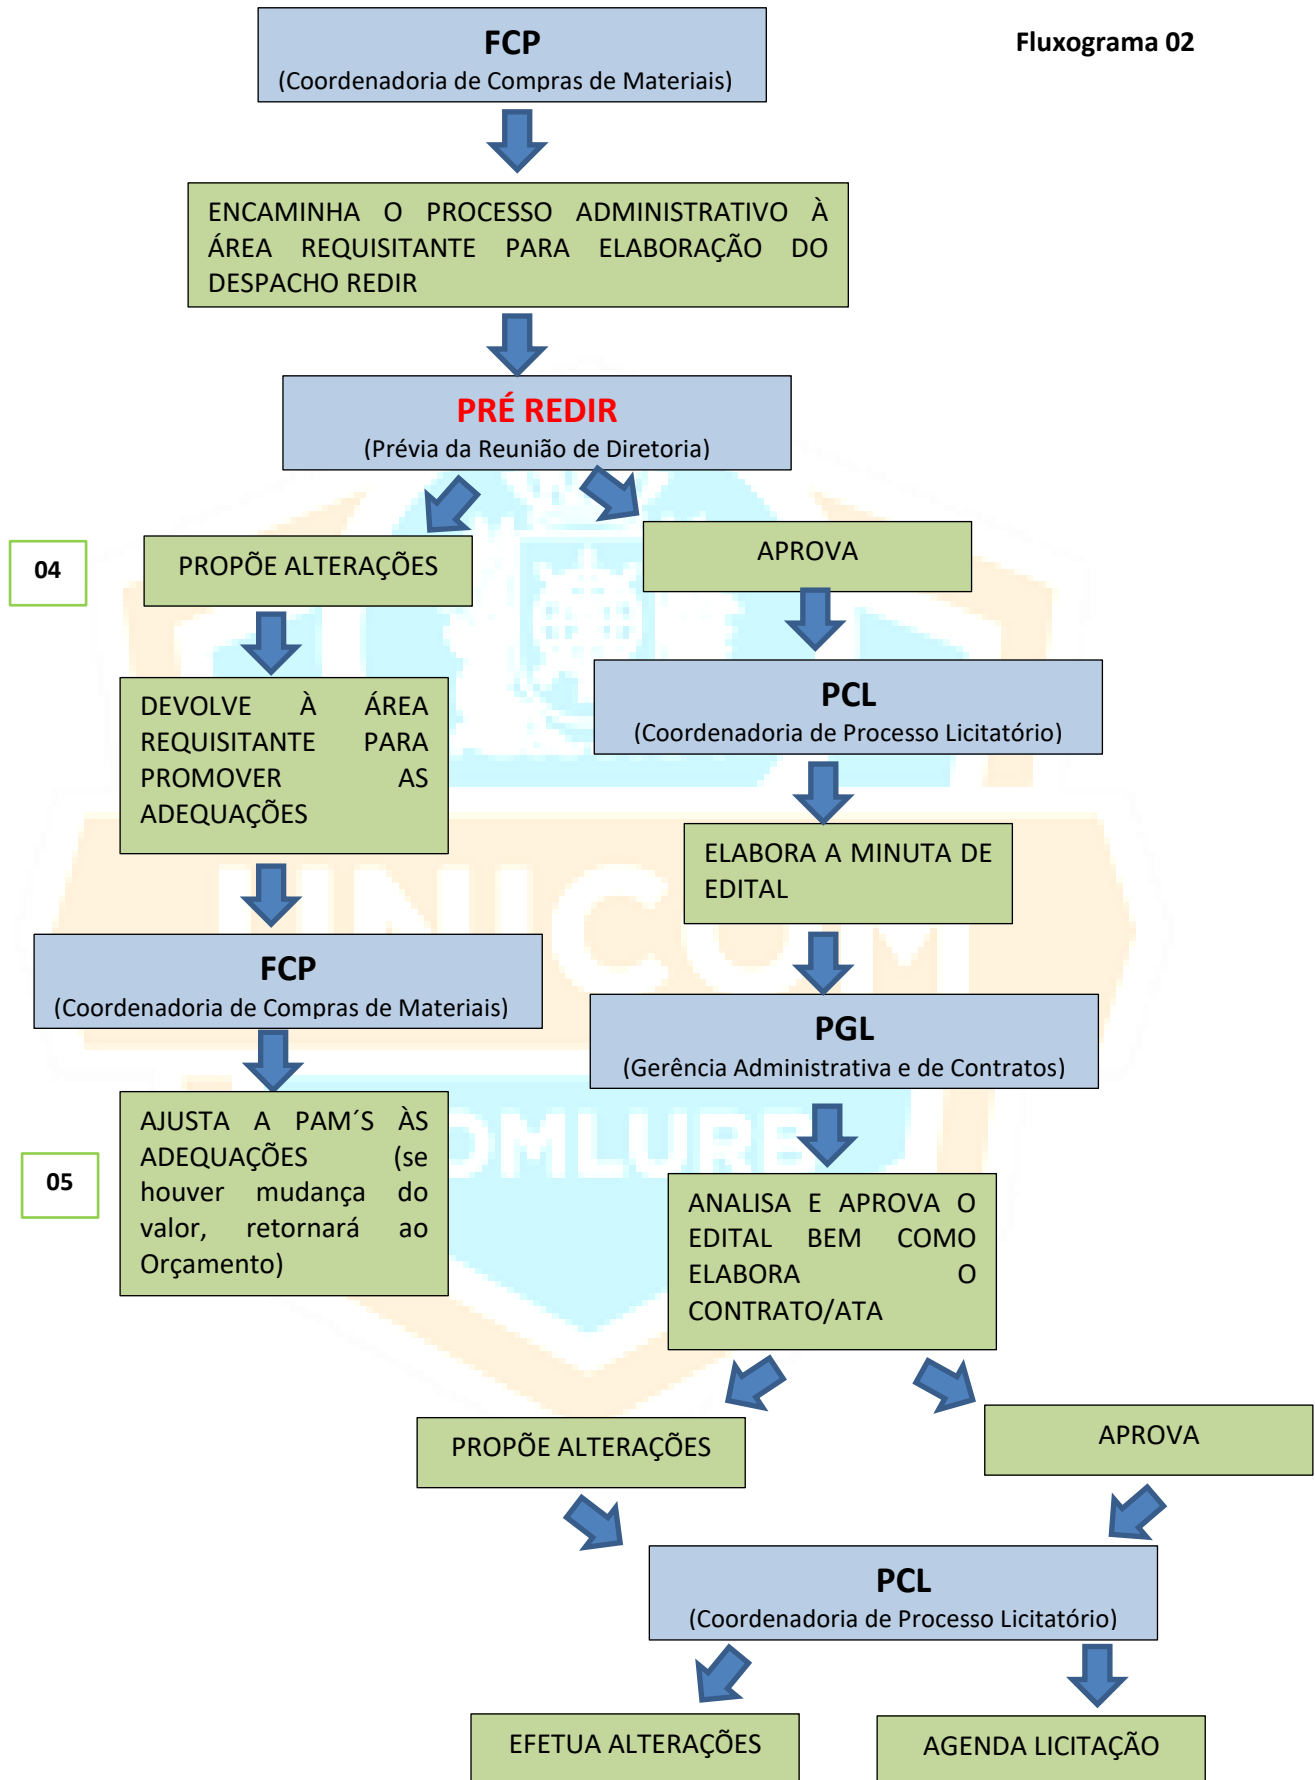 Fluxograma 02
FCP
(Coordenadoria de Compras de Materiais)
ENCAMINHA O PROCESSO ADMINISTRATIVO À
ÁREA REQUISITANTE PARA ELABORAÇÃO DO
DESPACHO REDIR
PRÉ REDIR
(Prévia da Reunião de Diretoria)
04
PROPÕE ALTERAÇÕES
APROVA
DEVOLVE À ÁREA
REQUISITANTE PARA
PROMOVER AS
ADEQUAÇÕES
PCL
(Coordenadoria de Processo Licitatório)
ELABORA A MINUTA DE
EDITAL
UNICOM
FCP
(Coordenadoria de Compras de Materiais)
PGL
(Gerência Administrativa e de Contratos)
COMLURB
05
AJUSTA A PAM´S ÀS
ADEQUAÇÕES (se
houver mudança do
valor, retornará ao
Orçamento)
ANALISA E APROVA O
EDITAL BEM COMO
ELABORA O
CONTRATO/ATA
PROPÕE ALTERAÇÕES
APROVA
PCL
(Coordenadoria de Processo Licitatório)
EFETUA ALTERAÇÕES
AGENDA LICITAÇÃO